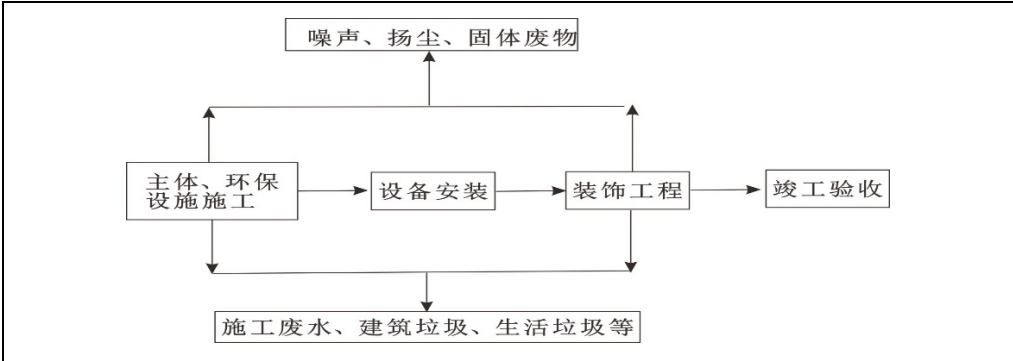 噪声、扬尘、固体废物
主体、环保
设施施工
设备安装
装饰工程
竣工验收
施工废水、建筑垃圾、生活垃圾等